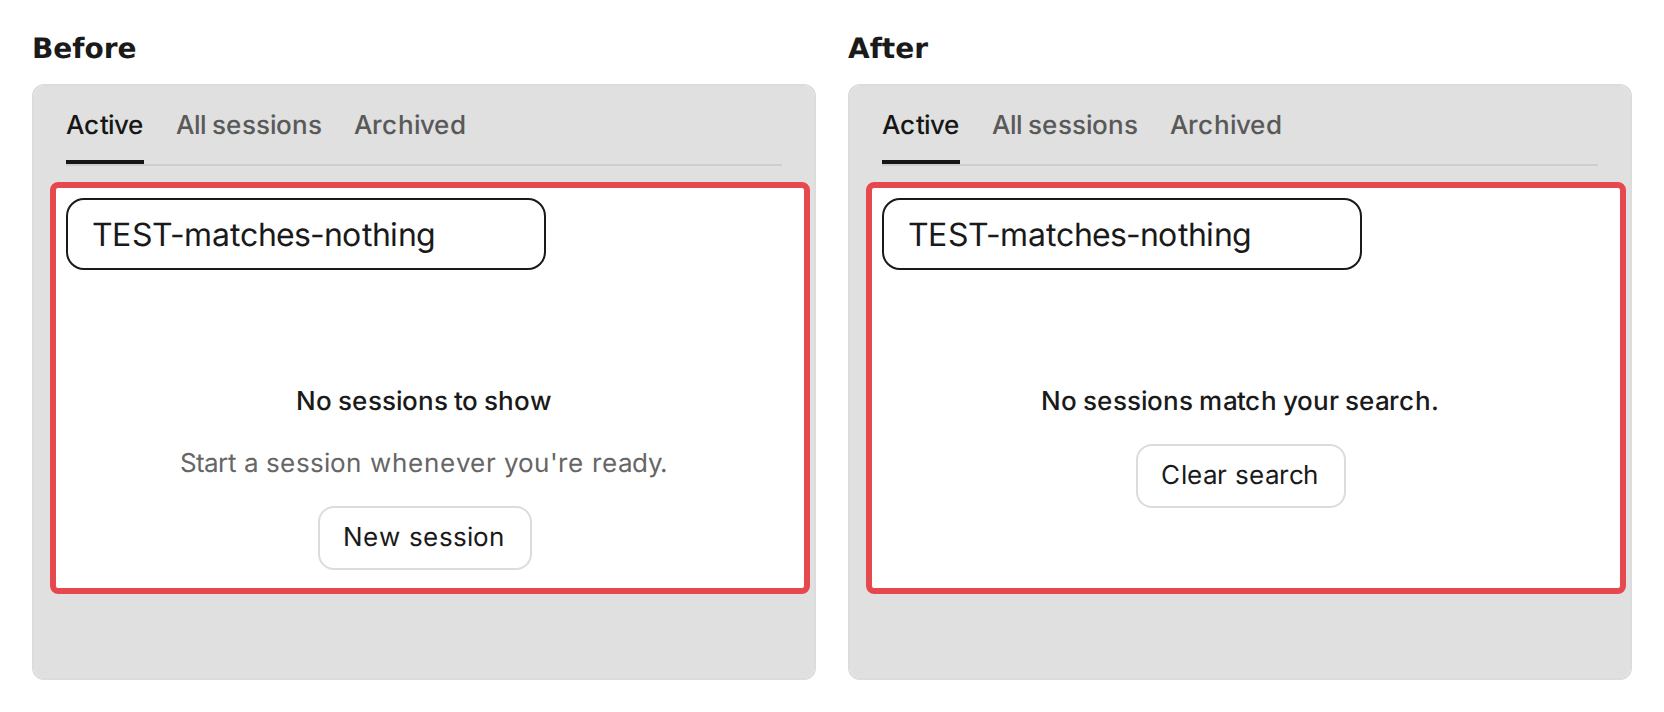 Before
Active All sessions Archived
TEST-matches-nothing
No sessions to show
Start a session whenever you're ready.
New session
After
Active All sessions Archived
TEST-matches-nothing
No sessions match your search.
Clear search